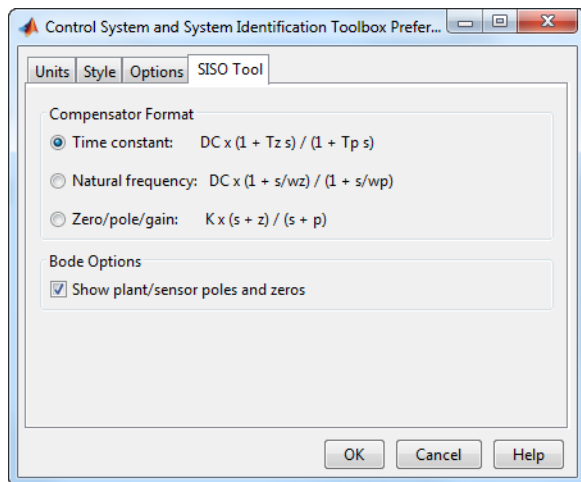 Control System and System Identification Toolbox Prefer...
Units Style Options SISO Tool
Compensator Format
Time constant: DC x (1 + Tz s) / (1 + Tp s)
Natural frequency: DC x (1 + s/wz) / (1 + s/wp)
Zero/pole/gain: K x (s + z) / (s + p)
Bode Options
Show plant/sensor poles and zeros
OK Cancel Help